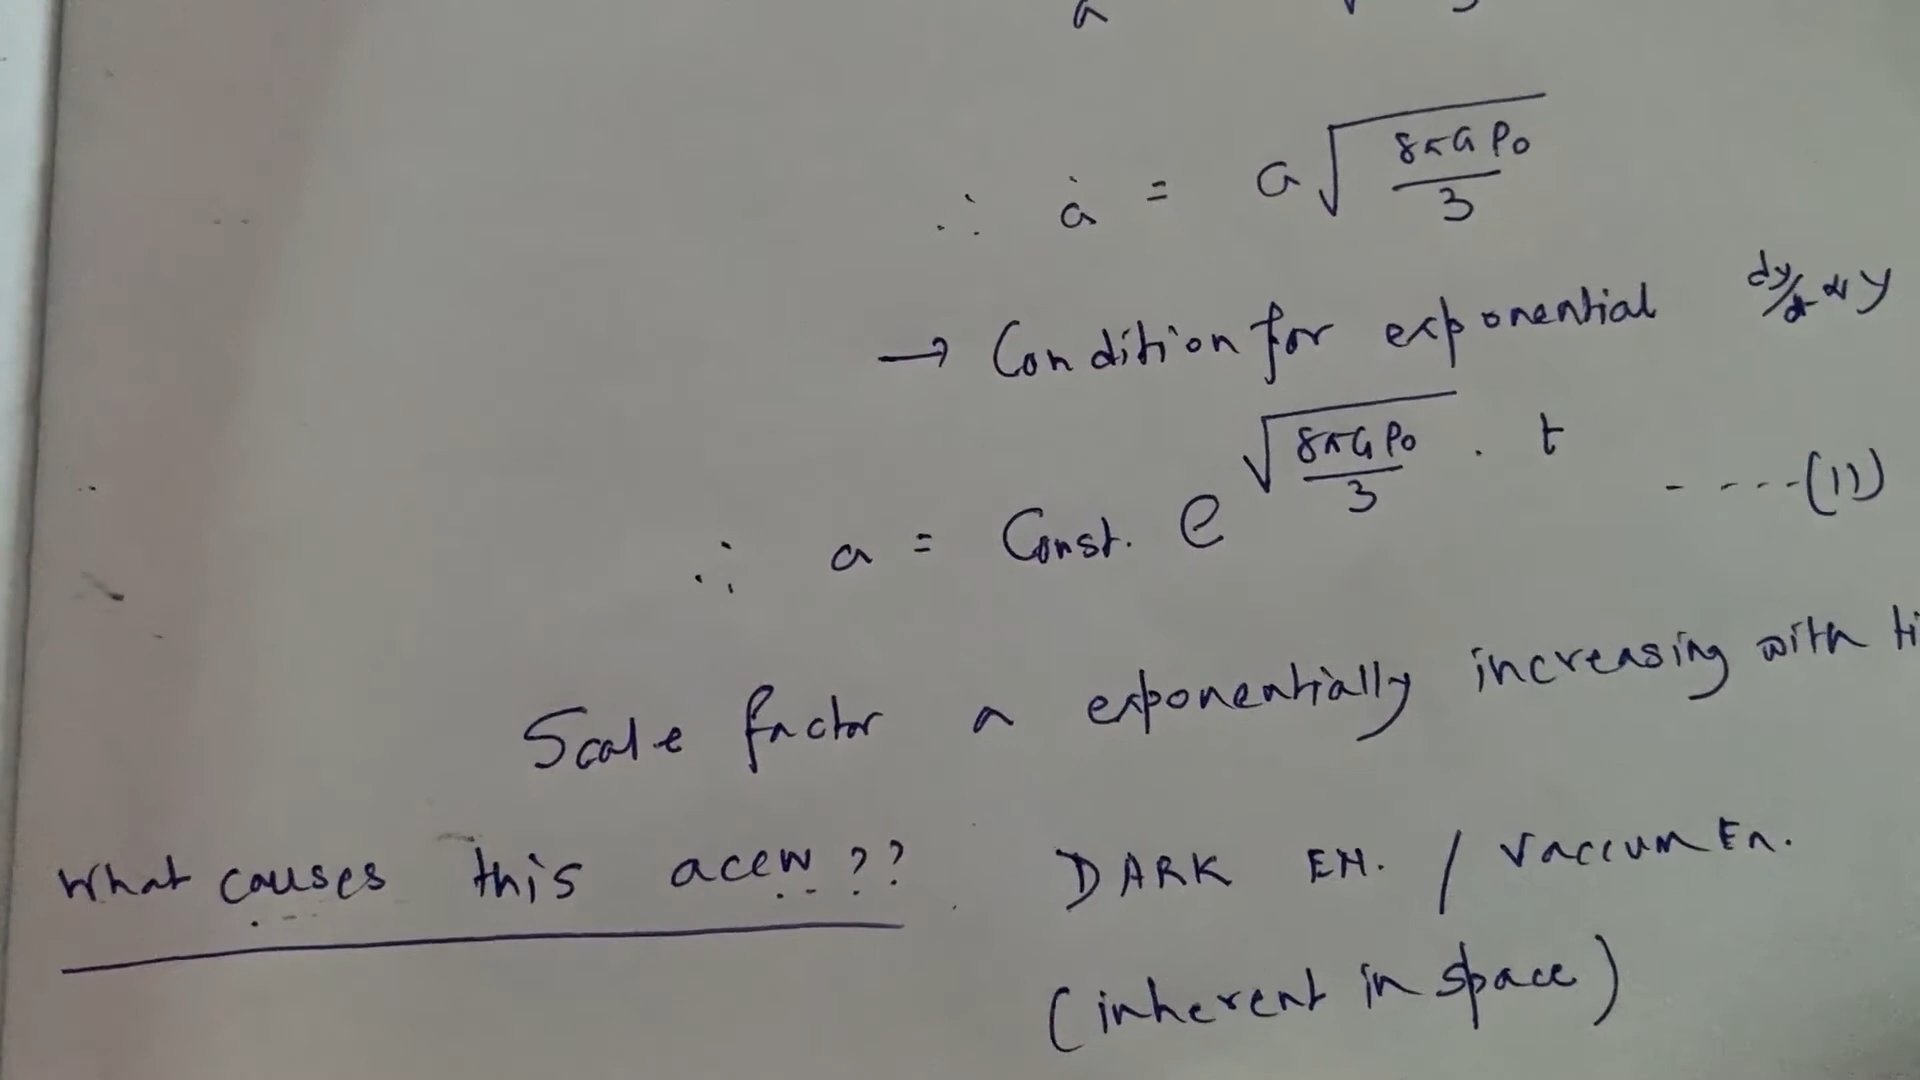 a
∴ ȧ = a √(8πGρ₀/3)
→ Condition for exponential dy/dt ∝ y
∴ a = Const. e^(√(8πGρ₀/3) . t) - - - - -(11)
Scale factor a exponentially increasing with ti
What causes this accn ?? DARK EN. / Vaccum En.
(inherent in space)